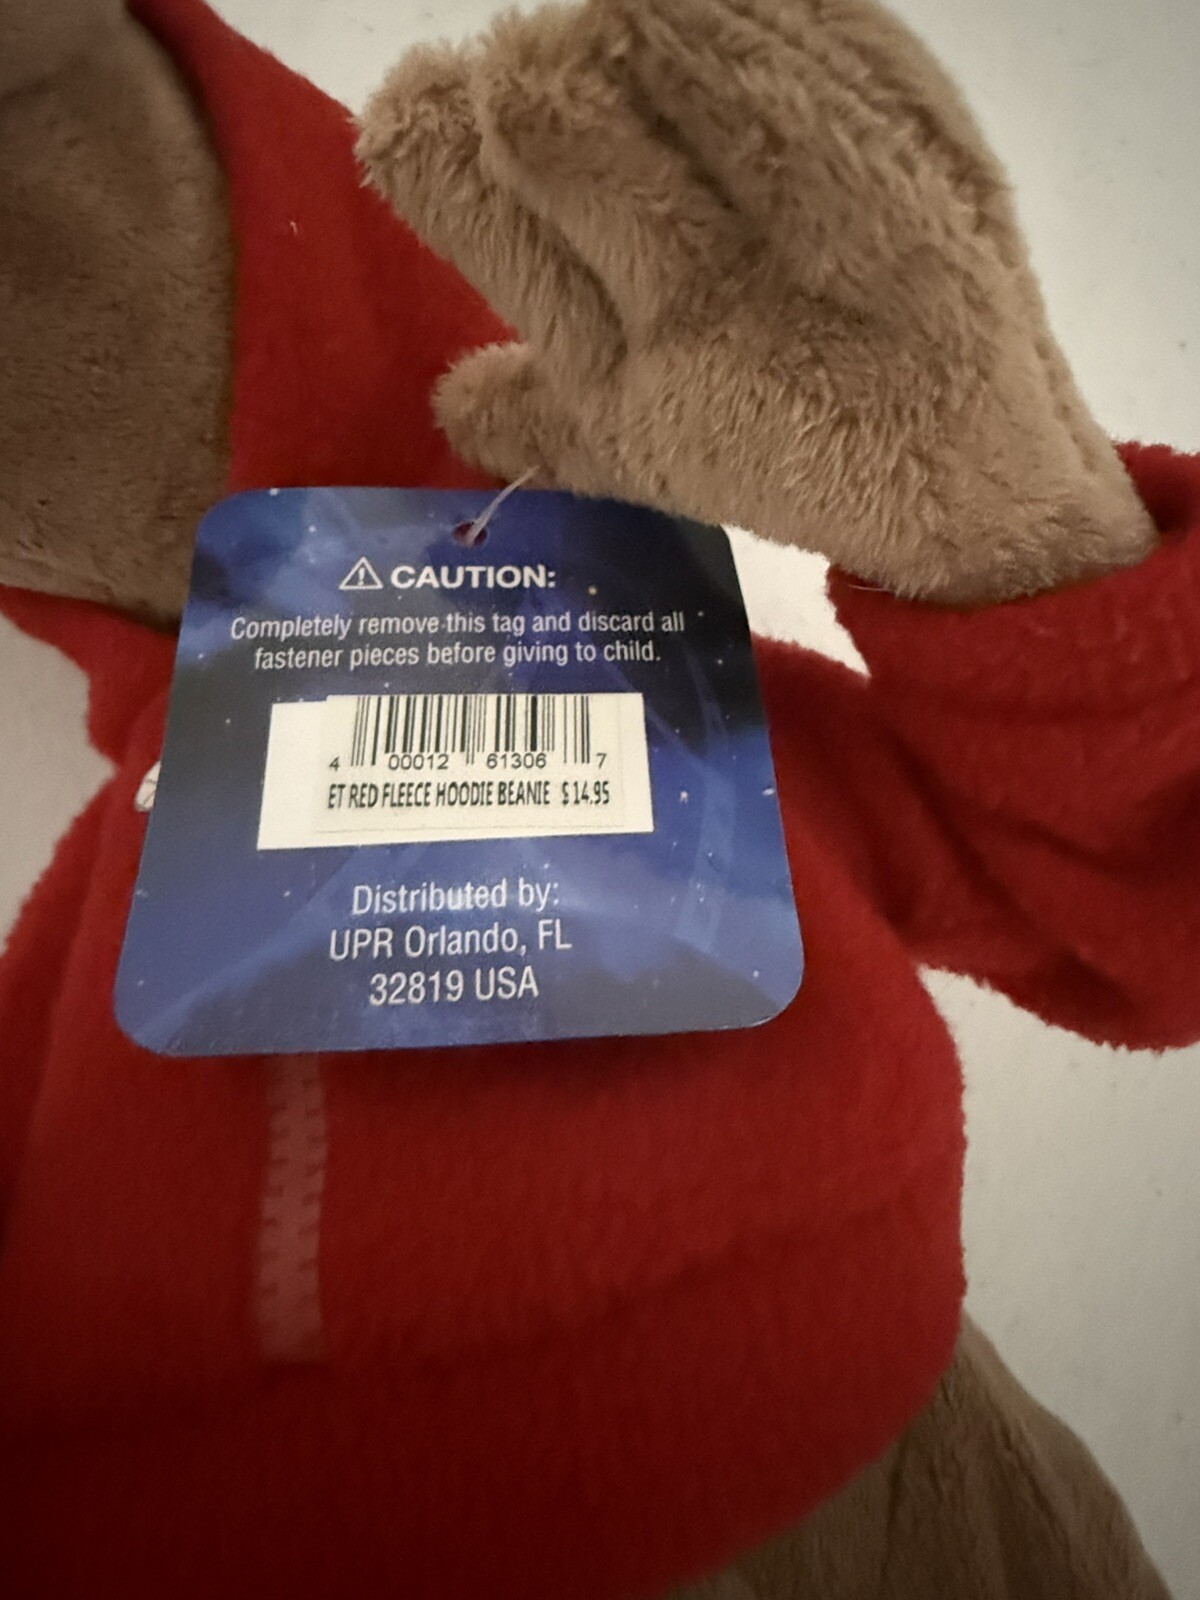 ⚠ CAUTION:
Completely remove this tag and discard all
fastener pieces before giving to child.
4 00012 61306 7
ET RED FLEECE HOODIE BEANIE $14.95
Distributed by:
UPR Orlando, FL
32819 USA